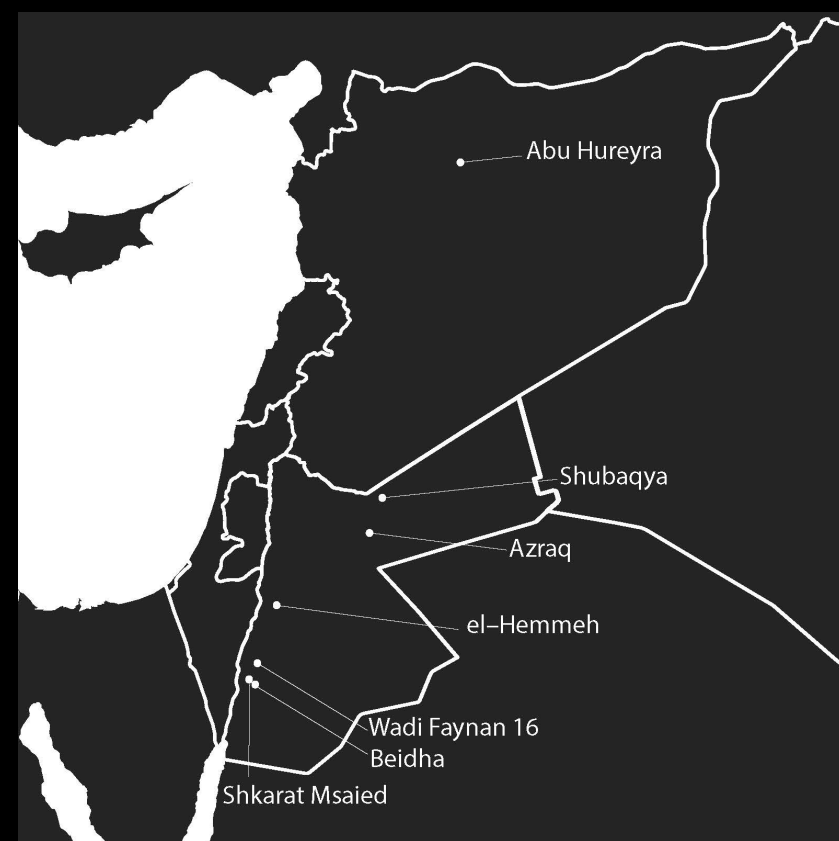 Abu Hureyra
Shubaqya
Azraq
el–Hemmeh
Wadi Faynan 16
Beidha
Shkarat Msaied